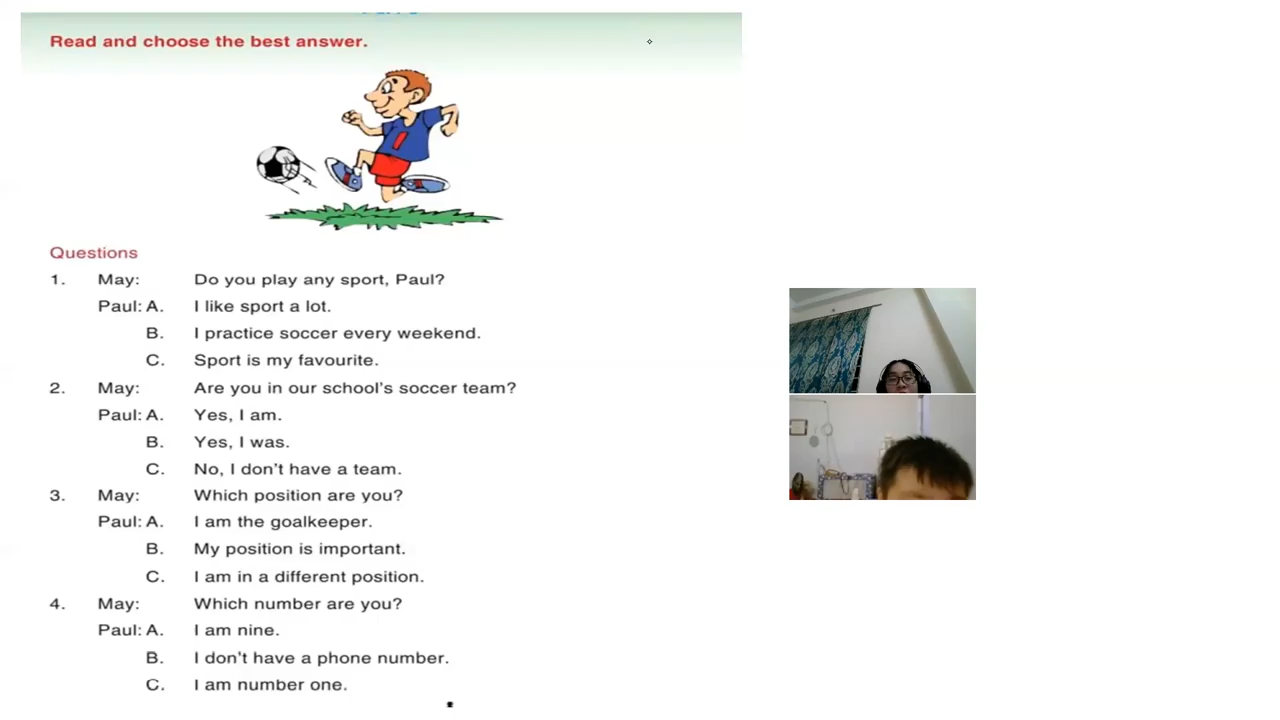 Read and choose the best answer.
Questions
1. May: Do you play any sport, Paul?
Paul: A. I like sport a lot.
B. I practice soccer every weekend.
C. Sport is my favourite.
2. May: Are you in our school's soccer team?
Paul: A. Yes, I am.
B. Yes, I was.
C. No, I don't have a team.
3. May: Which position are you?
Paul: A. I am the goalkeeper.
B. My position is important.
C. I am in a different position.
4. May: Which number are you?
Paul: A. I am nine.
B. I don't have a phone number.
C. I am number one.